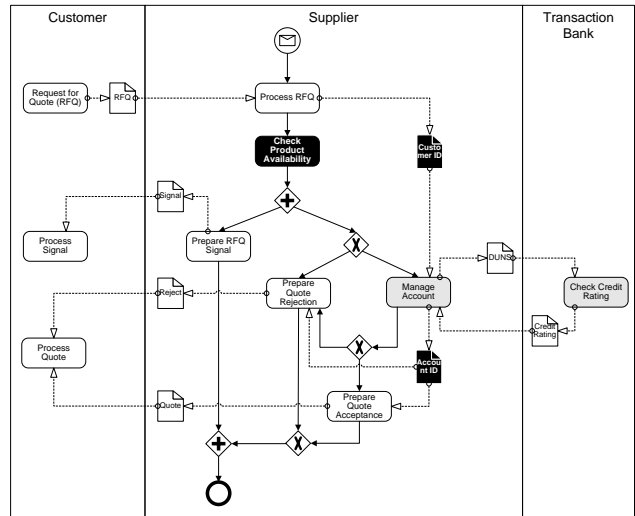 Customer
Supplier
Transaction
Bank
Request for
Quote (RFQ)
RFQ
Process RFQ
Check
Product
Availability
Custo
mer ID
Signal
Process
Signal
Prepare RFQ
Signal
X
DUNS
Reject
Prepare
Quote
Rejection
Manage
Account
Check Credit
Rating
Credit
Rating
Process
Quote
X
Accou
nt ID
Quote
Prepare
Quote
Acceptance
X